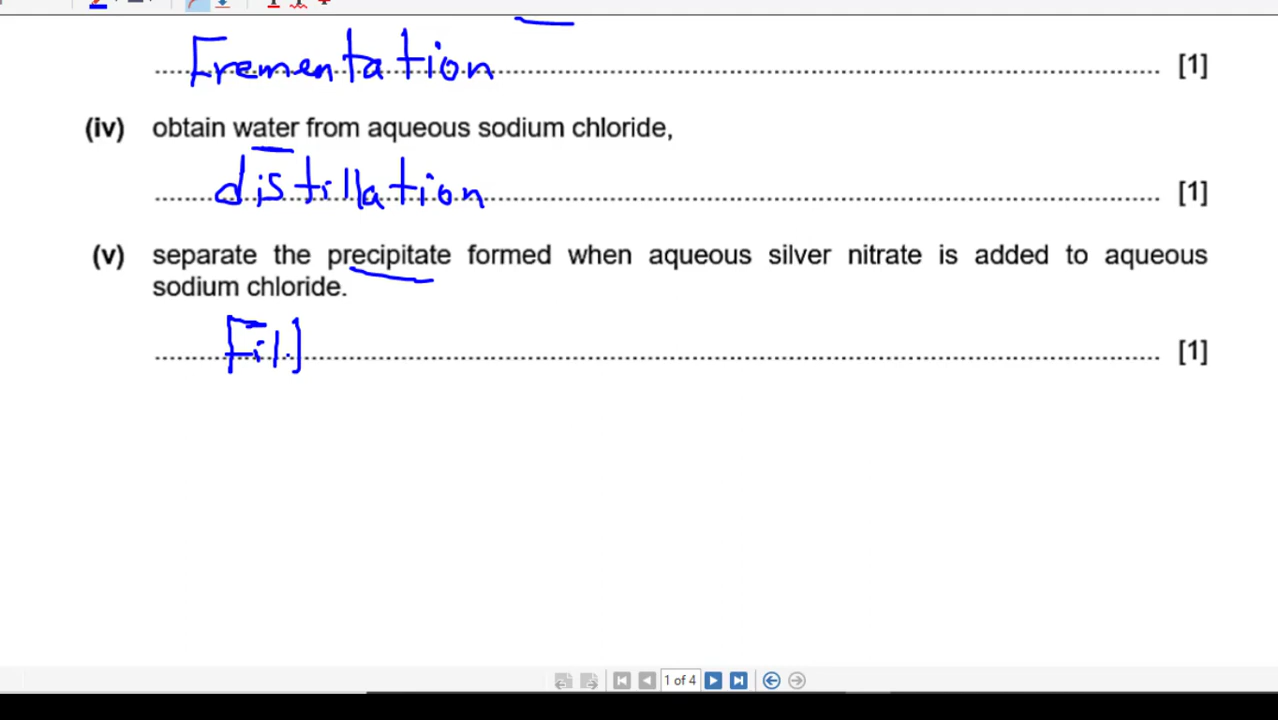 Frementation
[1]
(iv) obtain water from aqueous sodium chloride,
distillation
[1]
(v) separate the precipitate formed when aqueous silver nitrate is added to aqueous
sodium chloride.
Fil
[1]
1 of 4